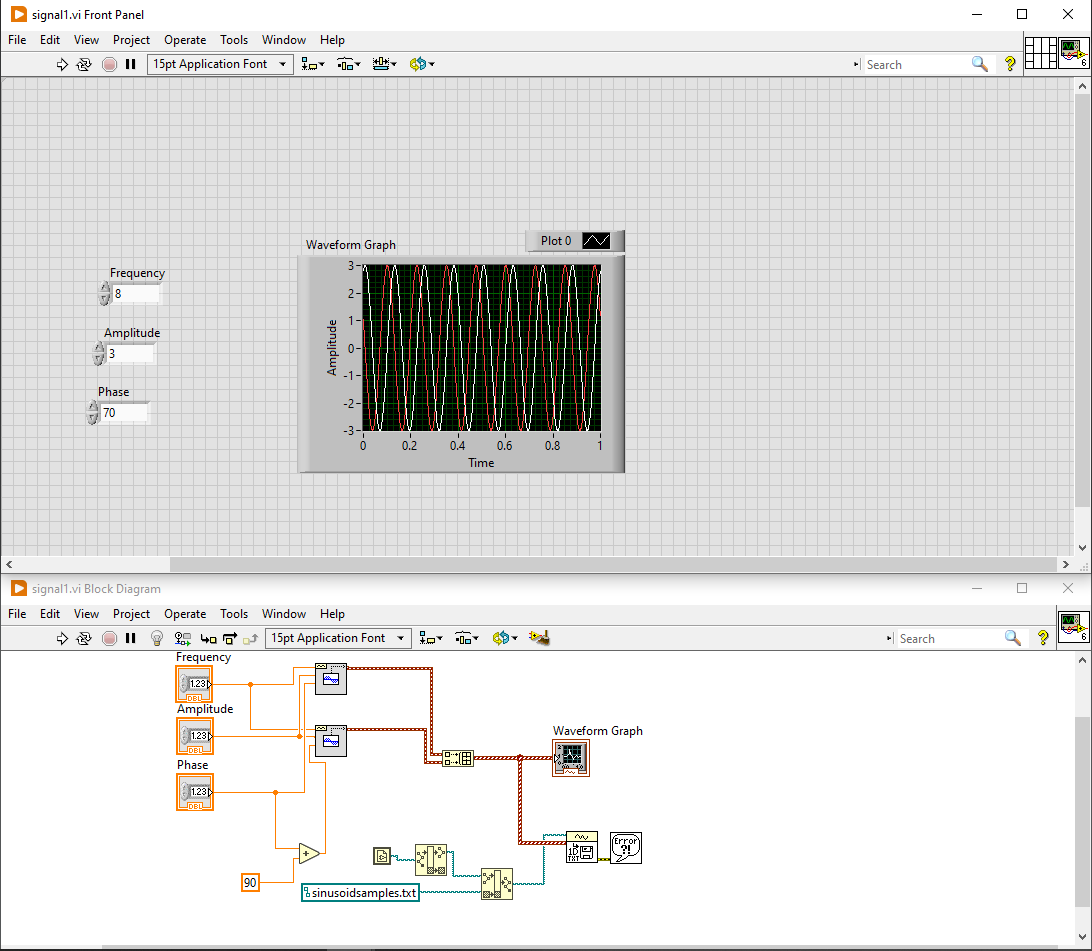 signal1.vi Front Panel
File Edit View Project Operate Tools Window Help
15pt Application Font
Search
?
6
Waveform Graph
Plot 0
Frequency
8
Amplitude
3
Phase
70
Amplitude
3
2
1
0
-1
-2
-3
0 0.2 0.4 0.6 0.8 1
Time
signal1.vi Block Diagram
File Edit View Project Operate Tools Window Help
15pt Application Font
Search
?
6
Frequency
1.23
DBL
Amplitude
1.23
DBL
Phase
1.23
DBL
Waveform Graph
+
90
sinusoidsamples.txt
1D
TXT
Error
?!